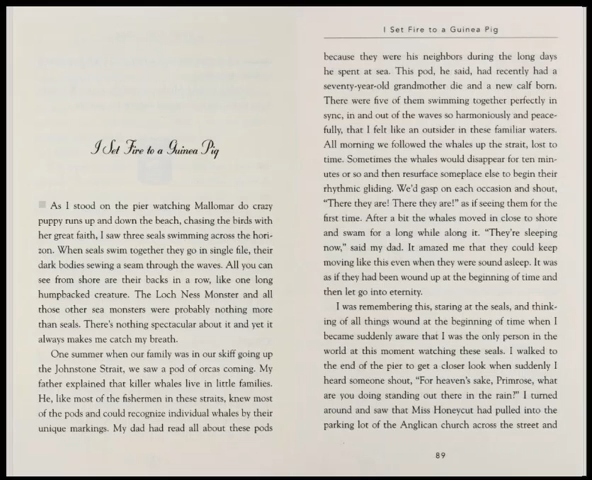 I Set Fire to a Guinea Pig
As I stood on the pier watching Mallomar do crazy
puppy runs up and down the beach, chasing the birds with
her great faith, I saw three seals swimming across the hori-
zon. When seals swim together they go in single file, their
dark bodies sewing a seam through the waves. All you can
see from shore are their backs in a row, like one long
humpbacked creature. The Loch Ness Monster and all
those other sea monsters were probably nothing more
than seals. There's nothing spectacular about it and yet it
always makes me catch my breath.
One summer when our family was in our skiff going up
the Johnstone Strait, we saw a pod of orcas coming. My
father explained that killer whales live in little families.
He, like most of the fishermen in these straits, knew most
of the pods and could recognize individual whales by their
unique markings. My dad had read all about these pods
I Set Fire to a Guinea Pig
because they were his neighbors during the long days
he spent at sea. This pod, he said, had recently had a
seventy-year-old grandmother die and a new calf born.
There were five of them swimming together perfectly in
sync, in and out of the waves so harmoniously and peace-
fully, that I felt like an outsider in these familiar waters.
All morning we followed the whales up the strait, lost to
time. Sometimes the whales would disappear for ten min-
utes or so and then resurface someplace else to begin their
rhythmic gliding. We'd gasp on each occasion and shout,
"There they are! There they are!" as if seeing them for the
first time. After a bit the whales moved in close to shore
and swam for a long while along it. "They're sleeping
now," said my dad. It amazed me that they could keep
moving like this even when they were sound asleep. It was
as if they had been wound up at the beginning of time and
then let go into eternity.
I was remembering this, staring at the seals, and think-
ing of all things wound at the beginning of time when I
became suddenly aware that I was the only person in the
world at this moment watching these seals. I walked to
the end of the pier to get a closer look when suddenly I
heard someone shout, "For heaven's sake, Primrose, what
are you doing standing out there in the rain?" I turned
around and saw that Miss Honeycut had pulled into the
parking lot of the Anglican church across the street and
89